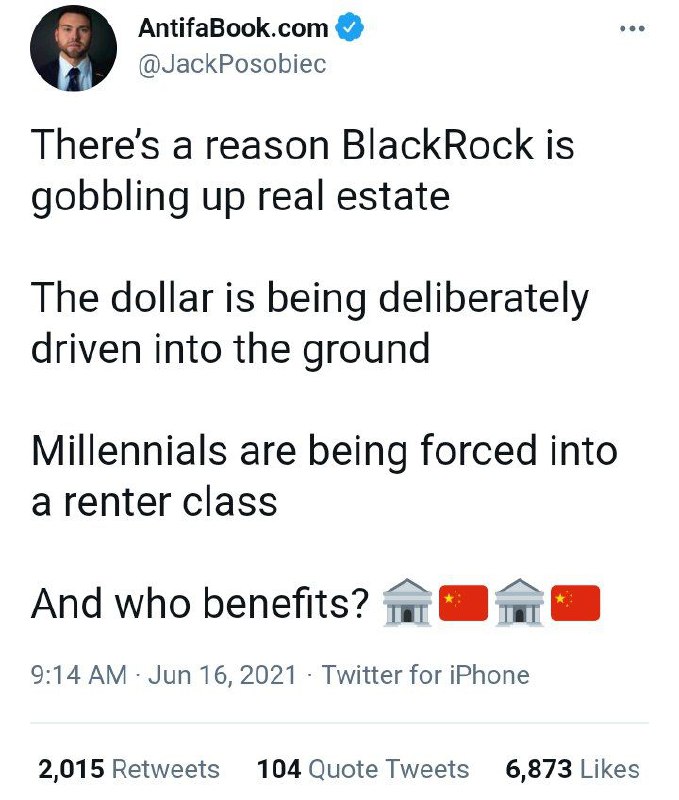 AntifaBook.com
@JackPosobiec
There’s a reason BlackRock is
gobbling up real estate
The dollar is being deliberately
driven into the ground
Millennials are being forced into
a renter class
And who benefits? 🏛️🇨🇳🏛️🇨🇳
9:14 AM · Jun 16, 2021 · Twitter for iPhone
2,015 Retweets 104 Quote Tweets 6,873 Likes